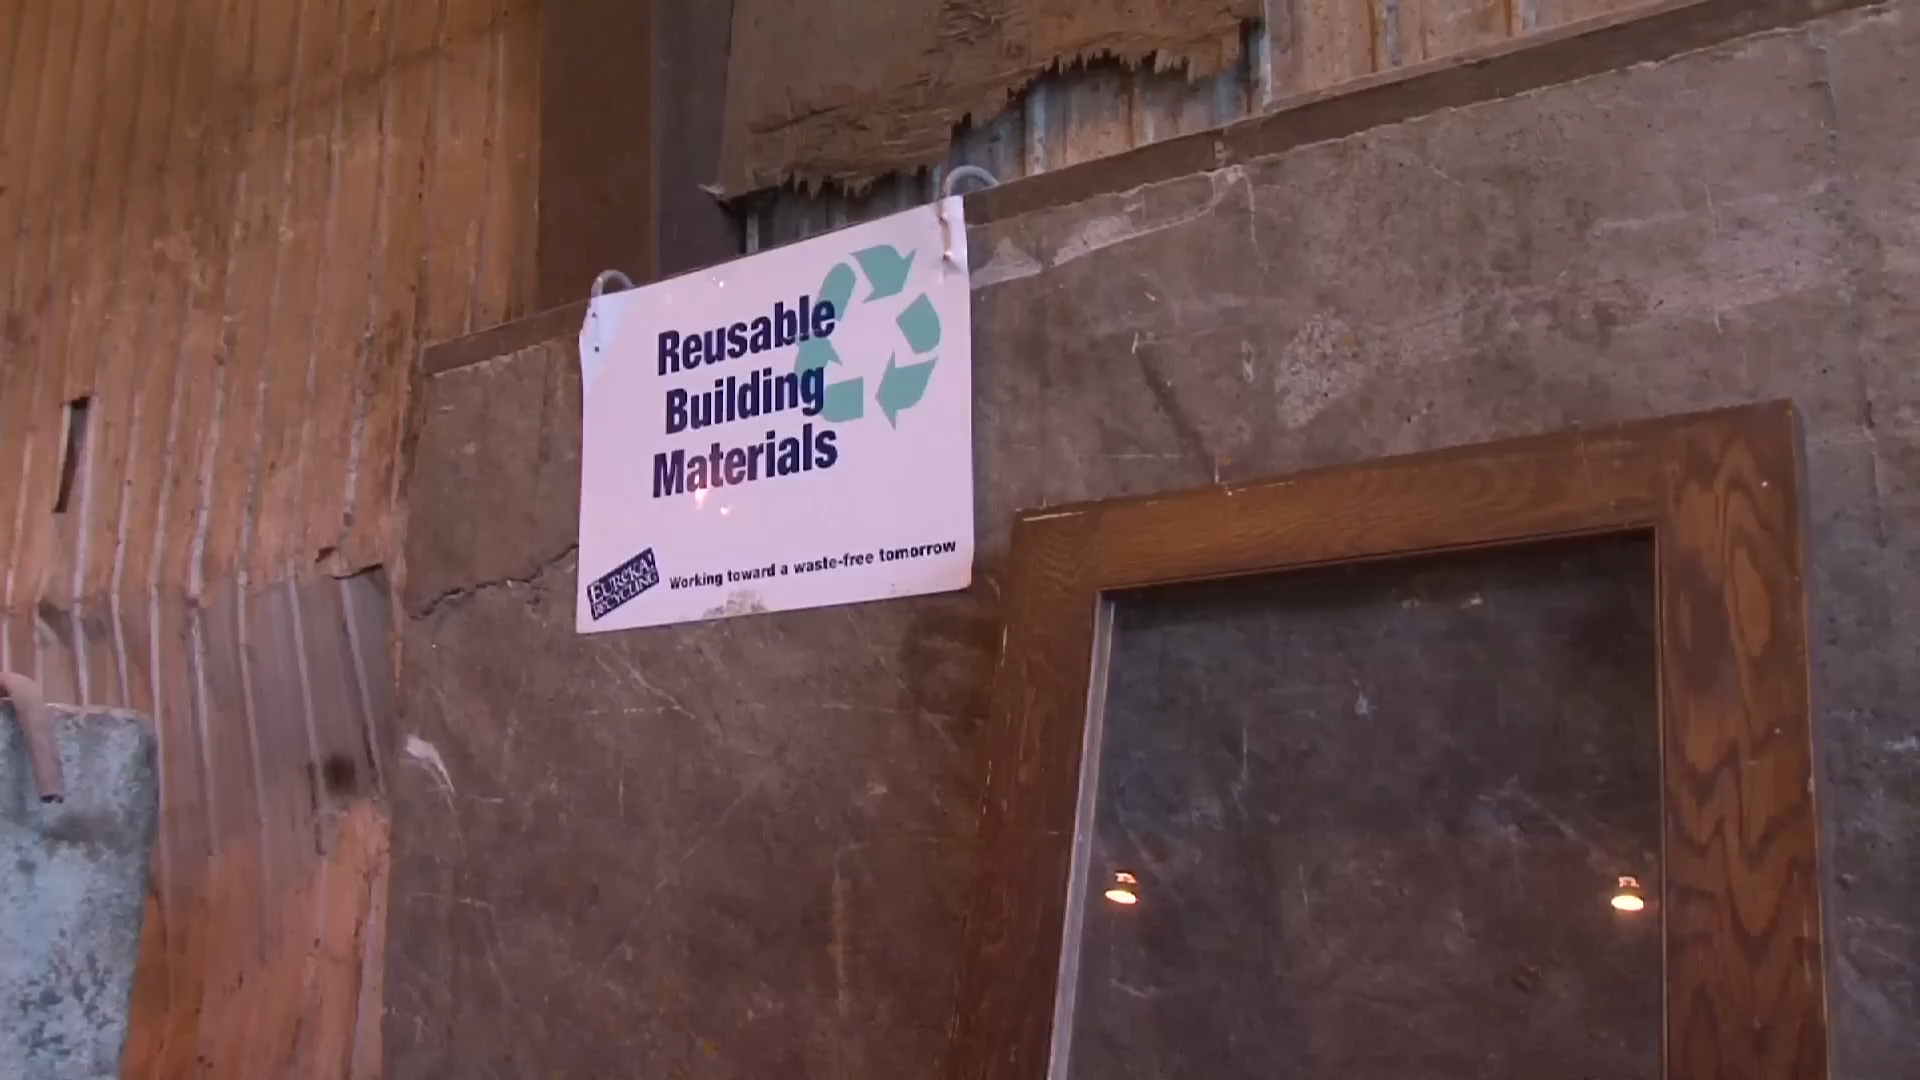 Reusable
Building
Materials
EUREKA!
RECYCLING
Working toward a waste-free tomorrow